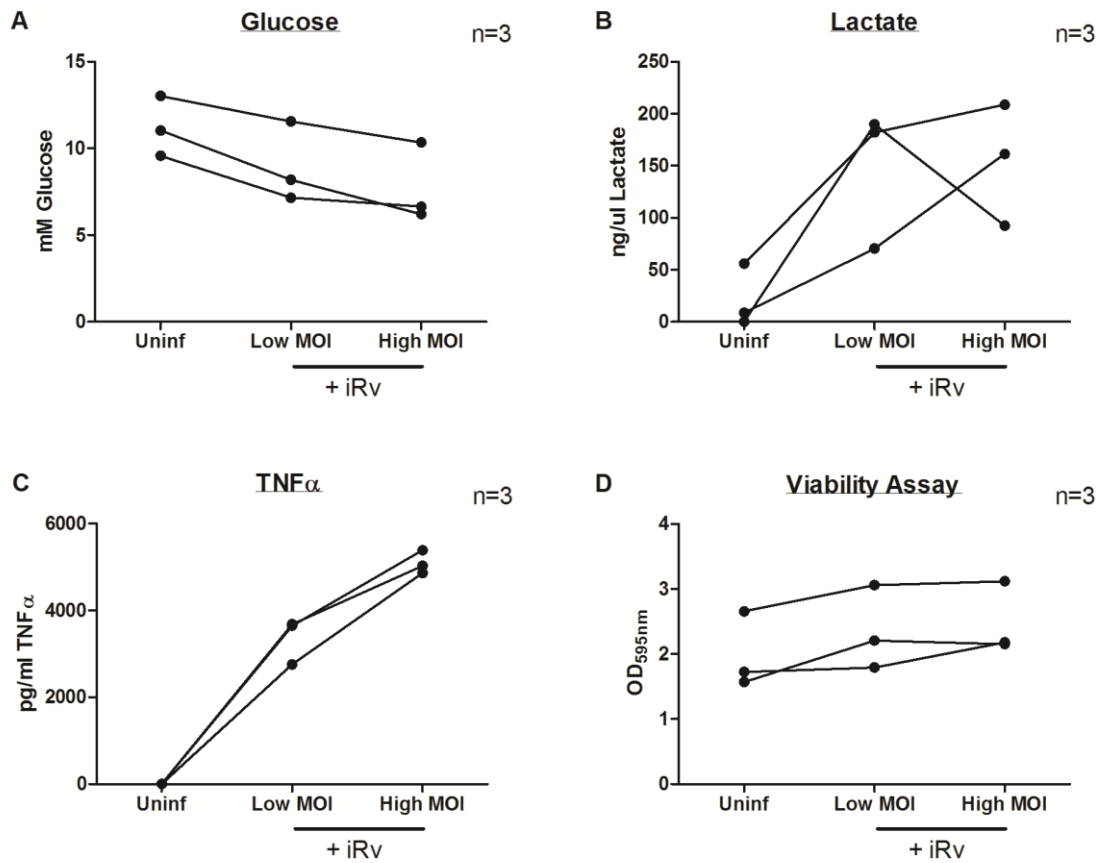 A
Glucose
n=3
15
10
5
0
mM Glucose
Uninf
Low MOI
High MOI
+ iRv
B
Lactate
n=3
250
200
150
100
50
0
ng/ul Lactate
Uninf
Low MOI
High MOI
+ iRv
C
TNFα
n=3
6000
4000
2000
0
pg/ml TNFα
Uninf
Low MOI
High MOI
+ iRv
D
Viability Assay
n=3
4
3
2
1
0
OD595nm
Uninf
Low MOI
High MOI
+ iRv